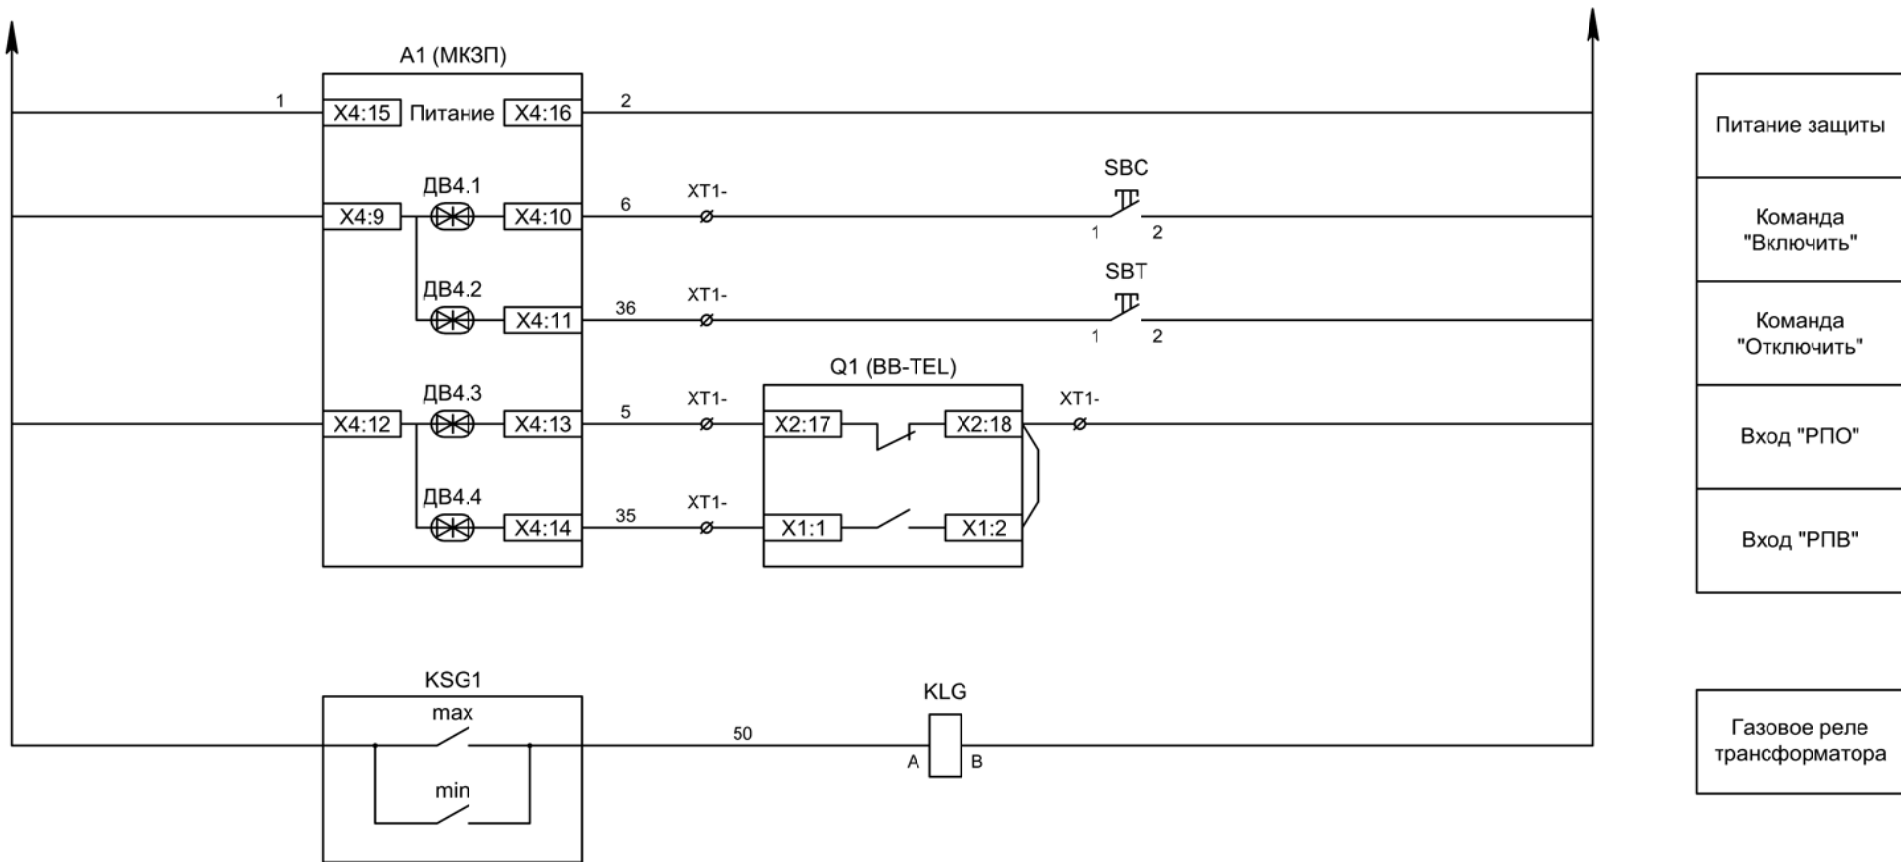 А1 (МКЗП)
1
X4:15
Питание
X4:16
2
Питание защиты
X4:9
ДВ4.1
X4:10
6
XT1-
SBC
1
2
Команда
"Включить"
ДВ4.2
X4:11
36
XT1-
SBT
1
2
Команда
"Отключить"
Q1 (BB-TEL)
X4:12
ДВ4.3
X4:13
5
XT1-
X2:17
X2:18
XT1-
Вход "РПО"
ДВ4.4
X4:14
35
XT1-
X1:1
X1:2
Вход "РПВ"
KSG1
max
min
50
KLG
A
B
Газовое реле
трансформатора